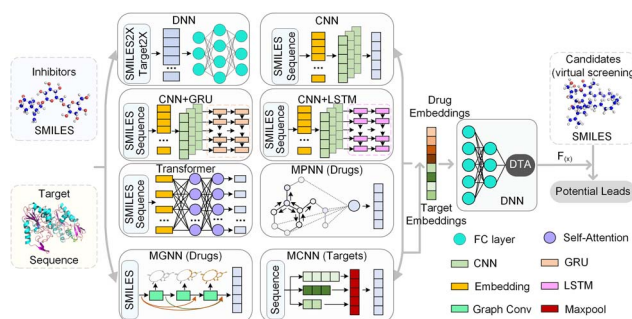 Inhibitors
SMILES
Target
Sequence
DNN
SMILES2X
Target2X
CNN
SMILES
Sequence
CNN+GRU
SMILES
Sequence
CNN+LSTM
SMILES
Sequence
Transformer
SMILES
Sequence
MPNN (Drugs)
MGNN (Drugs)
SMILES
MCNN (Targets)
Sequence
Drug
Embeddings
Target
Embeddings
DTA
DNN
Candidates
(virtual screening)
SMILES
F(x)
Potential Leads
FC layer
Self-Attention
CNN
GRU
Embedding
LSTM
Graph Conv
Maxpool